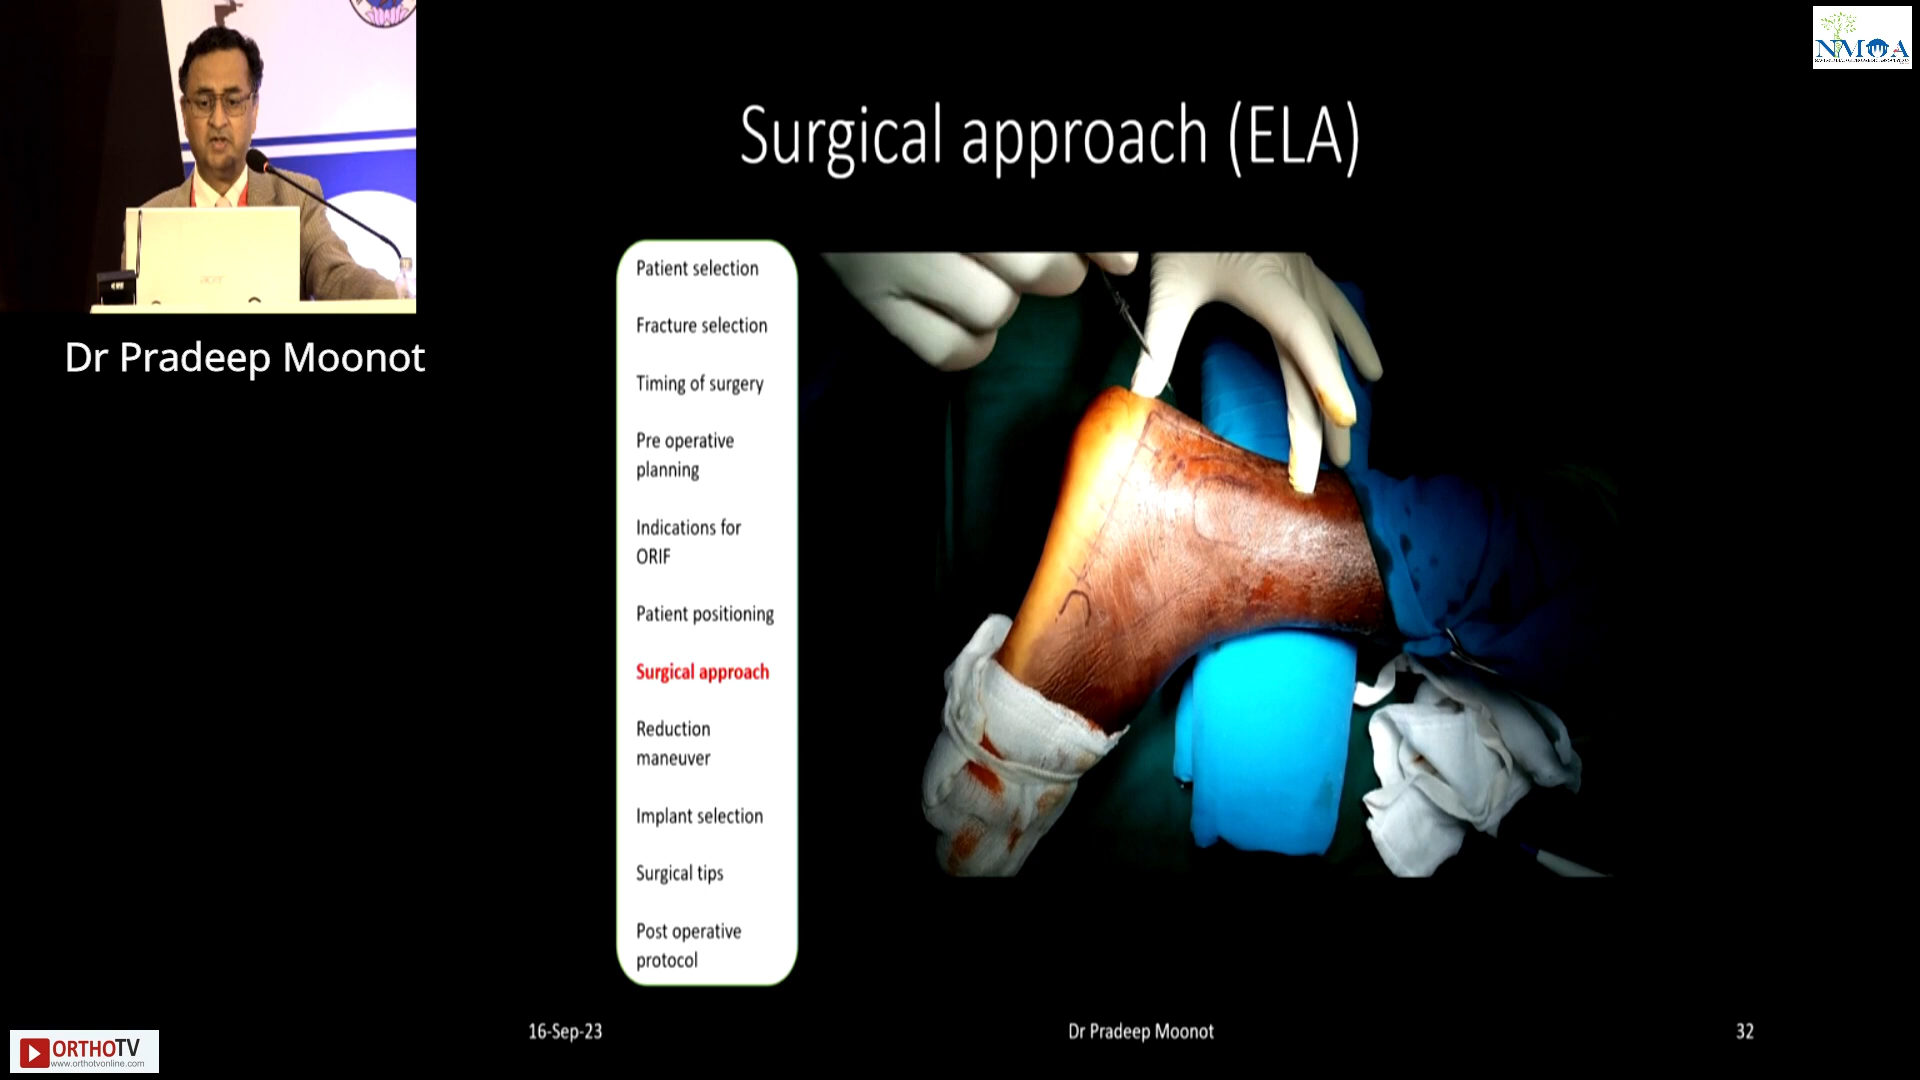 Dr Pradeep Moonot
Surgical approach (ELA)
Patient selection
Fracture selection
Timing of surgery
Pre operative
planning
Indications for
ORIF
Patient positioning
Surgical approach
Reduction
maneuver
Implant selection
Surgical tips
Post operative
protocol
16-Sep-23
Dr Pradeep Moonot
32
NMOA
acer
ORTHOTV
www.orthotvonline.com